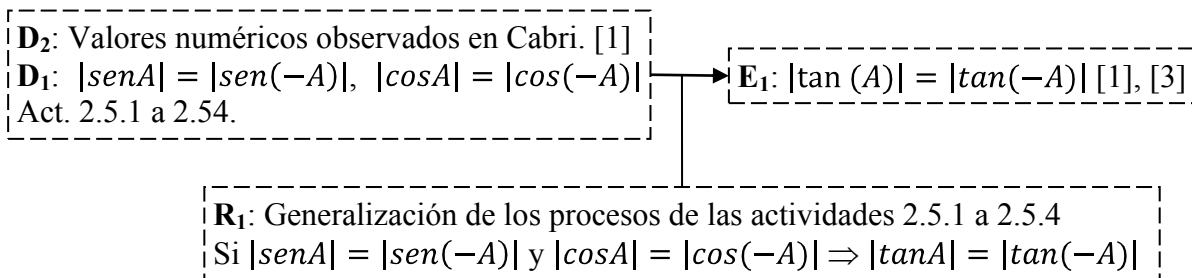 D₂: Valores numéricos observados en Cabri. [1]
D₁: |senA| = |sen(−A)|, |cosA| = |cos(−A)|
Act. 2.5.1 a 2.54.
E₁: |tan (A)| = |tan(−A)| [1], [3]
R₁: Generalización de los procesos de las actividades 2.5.1 a 2.5.4
Si |senA| = |sen(−A)| y |cosA| = |cos(−A)| ⇒ |tanA| = |tan(−A)|